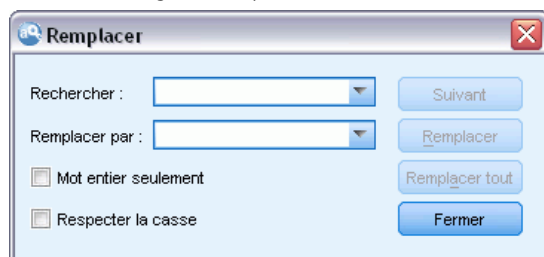 Remplacer
Rechercher : Suivant
Remplacer par : Remplacer
Mot entier seulement Remplacer tout
Respecter la casse Fermer